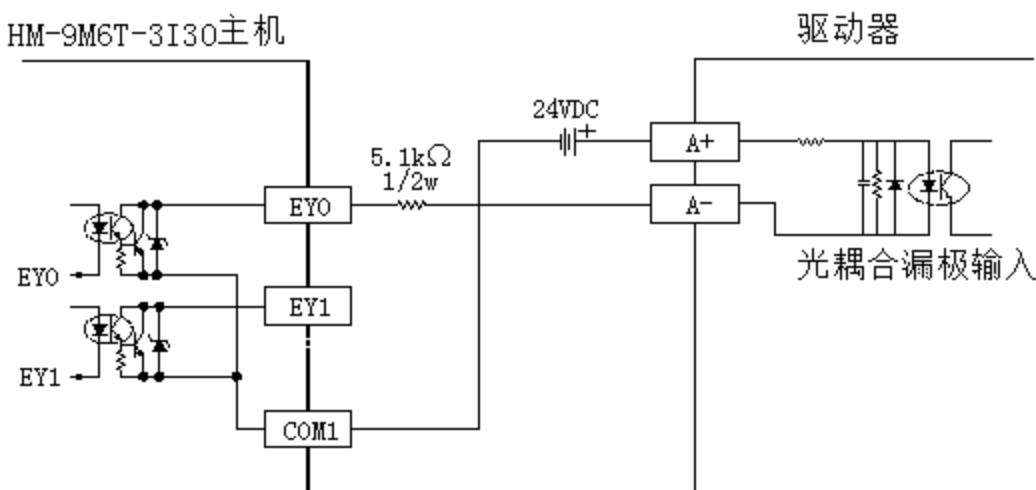 HM-9M6T-3I30主机
驱动器
24VDC
A+
5.1kΩ
1/2w
EY0
A-
EY0
光耦合漏极输入
EY1
EY1
COM1